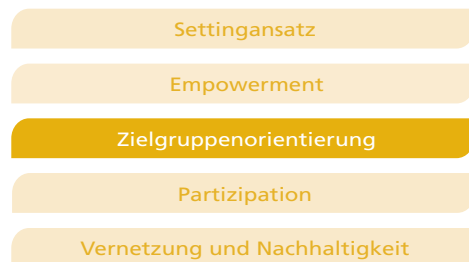 Settingansatz
Empowerment
Zielgruppenorientierung
Partizipation
Vernetzung und Nachhaltigkeit